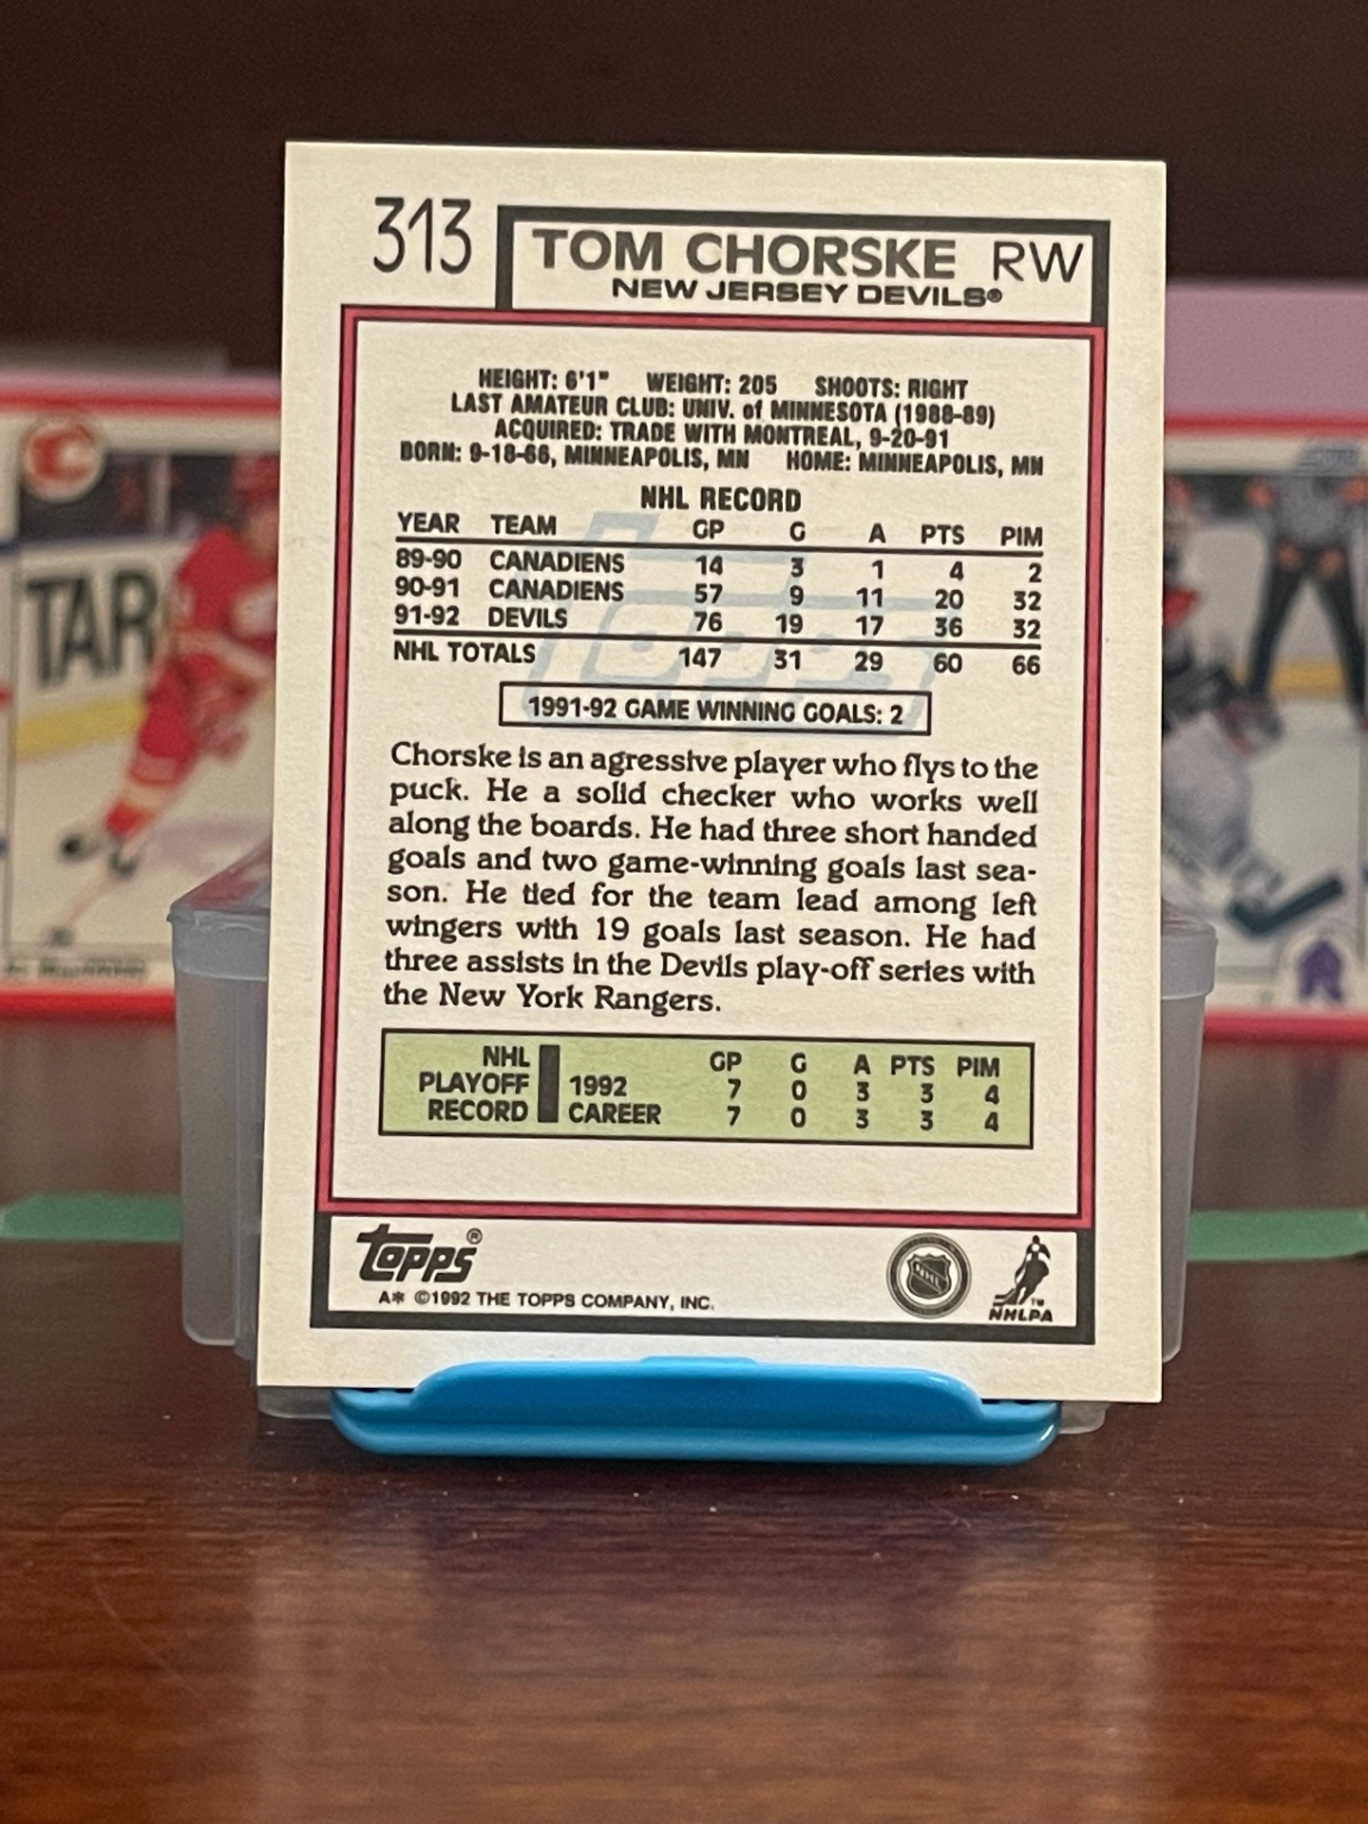 313
TOM CHORSKE RW
NEW JERSEY DEVILS®
HEIGHT: 6'1" WEIGHT: 205 SHOOTS: RIGHT
LAST AMATEUR CLUB: UNIV. of MINNESOTA (1988-89)
ACQUIRED: TRADE WITH MONTREAL, 9-20-91
BORN: 9-18-66, MINNEAPOLIS, MN HOME: MINNEAPOLIS, MN
NHL RECORD
YEAR TEAM GP G A PTS PIM
89-90 CANADIENS 14 3 1 4 2
90-91 CANADIENS 57 9 11 20 32
91-92 DEVILS 76 19 17 36 32
NHL TOTALS 147 31 29 60 66
1991-92 GAME WINNING GOALS: 2
Chorske is an agressive player who flys to the
puck. He a solid checker who works well
along the boards. He had three short handed
goals and two game-winning goals last sea-
son. He tied for the team lead among left
wingers with 19 goals last season. He had
three assists in the Devils play-off series with
the New York Rangers.
NHL PLAYOFF RECORD
GP G A PTS PIM
1992 7 0 3 3 4
CAREER 7 0 3 3 4
Topps®
A* ©1992 THE TOPPS COMPANY, INC.
NHL
TM
NHLPA
TAR